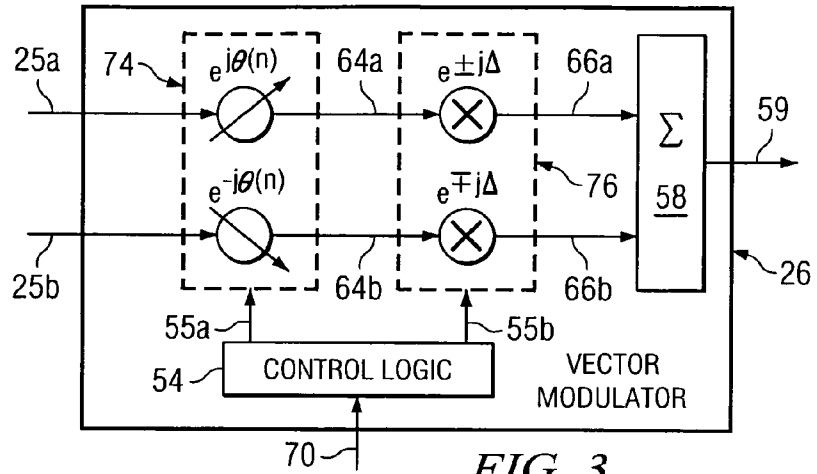 25a
74
e jθ(n)
64a
e ±jΔ
66a
Σ
58
59
e -jθ(n)
e ∓jΔ
76
25b
64b
66b
26
55a
55b
54
CONTROL LOGIC
VECTOR
MODULATOR
70
FIG. 3